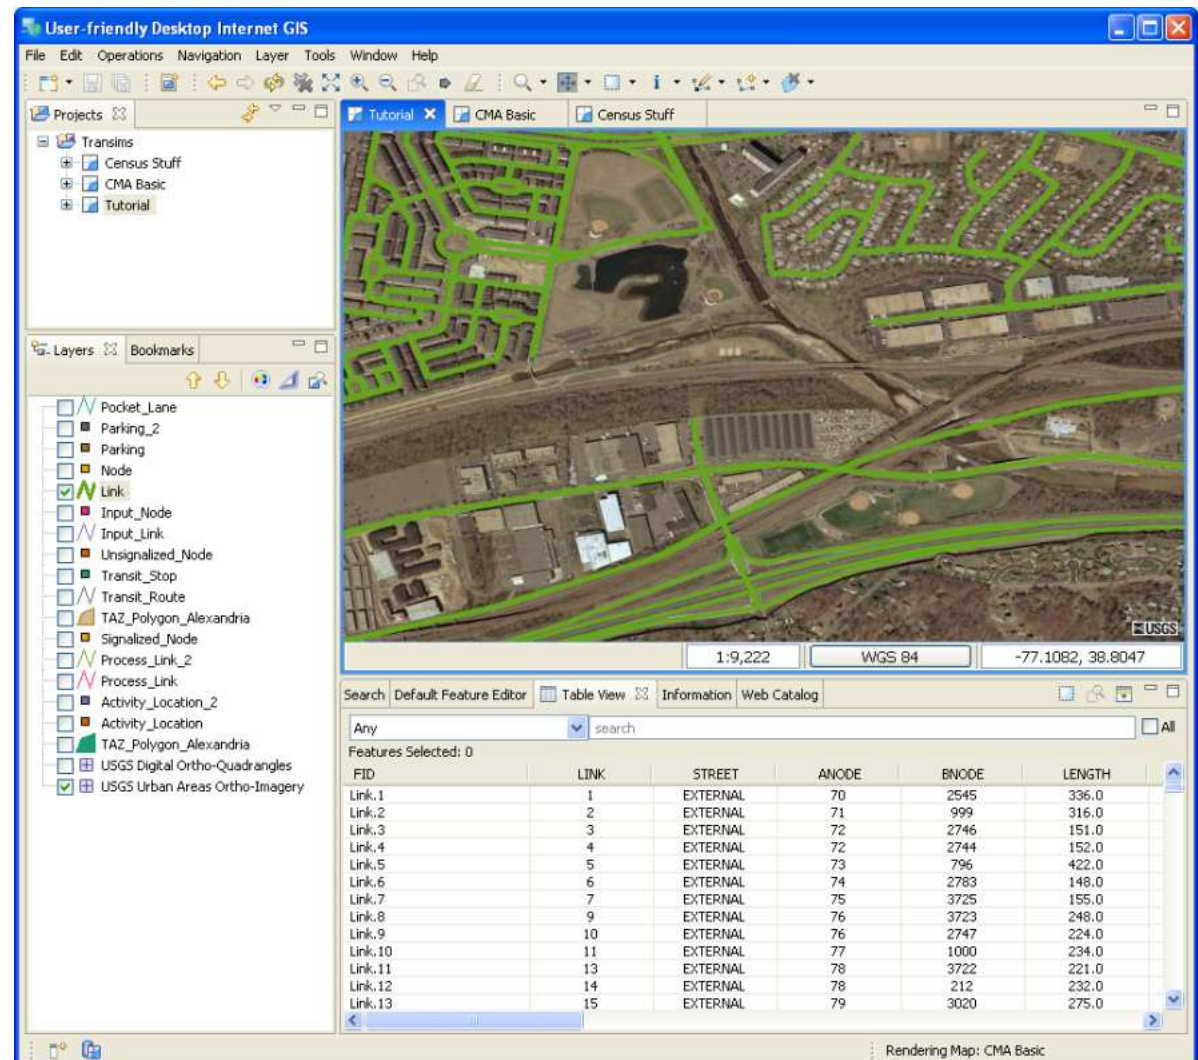 User-friendly Desktop Internet GIS
File Edit Operations Navigation Layer Tools Window Help
Projects
Transims
Census Stuff
CMA Basic
Tutorial
Layers Bookmarks
Pocket_Lane
Parking_2
Parking
Node
Link
Input_Node
Input_Link
Unsignalized_Node
Transit_Stop
Transit_Route
TAZ_Polygon_Alexandria
Signalized_Node
Process_Link_2
Process_Link
Activity_Location_2
Activity_Location
TAZ_Polygon_Alexandria
USGS Digital Ortho-Quadrangles
USGS Urban Areas Ortho-Imagery
Tutorial CMA Basic Census Stuff
USGS
1:9,222 WGS 84 -77.1082, 38.8047
Search Default Feature Editor Table View Information Web Catalog
Any search All
Features Selected: 0
FID LINK STREET ANODE BNODE LENGTH
Link.1 1 EXTERNAL 70 2545 336.0
Link.2 2 EXTERNAL 71 999 316.0
Link.3 3 EXTERNAL 72 2746 151.0
Link.4 4 EXTERNAL 72 2744 152.0
Link.5 5 EXTERNAL 73 796 422.0
Link.6 6 EXTERNAL 74 2783 148.0
Link.7 7 EXTERNAL 75 3725 155.0
Link.8 9 EXTERNAL 76 3723 248.0
Link.9 10 EXTERNAL 76 2747 224.0
Link.10 11 EXTERNAL 77 1000 234.0
Link.11 13 EXTERNAL 78 3722 221.0
Link.12 14 EXTERNAL 78 212 232.0
Link.13 15 EXTERNAL 79 3020 275.0
Rendering Map: CMA Basic